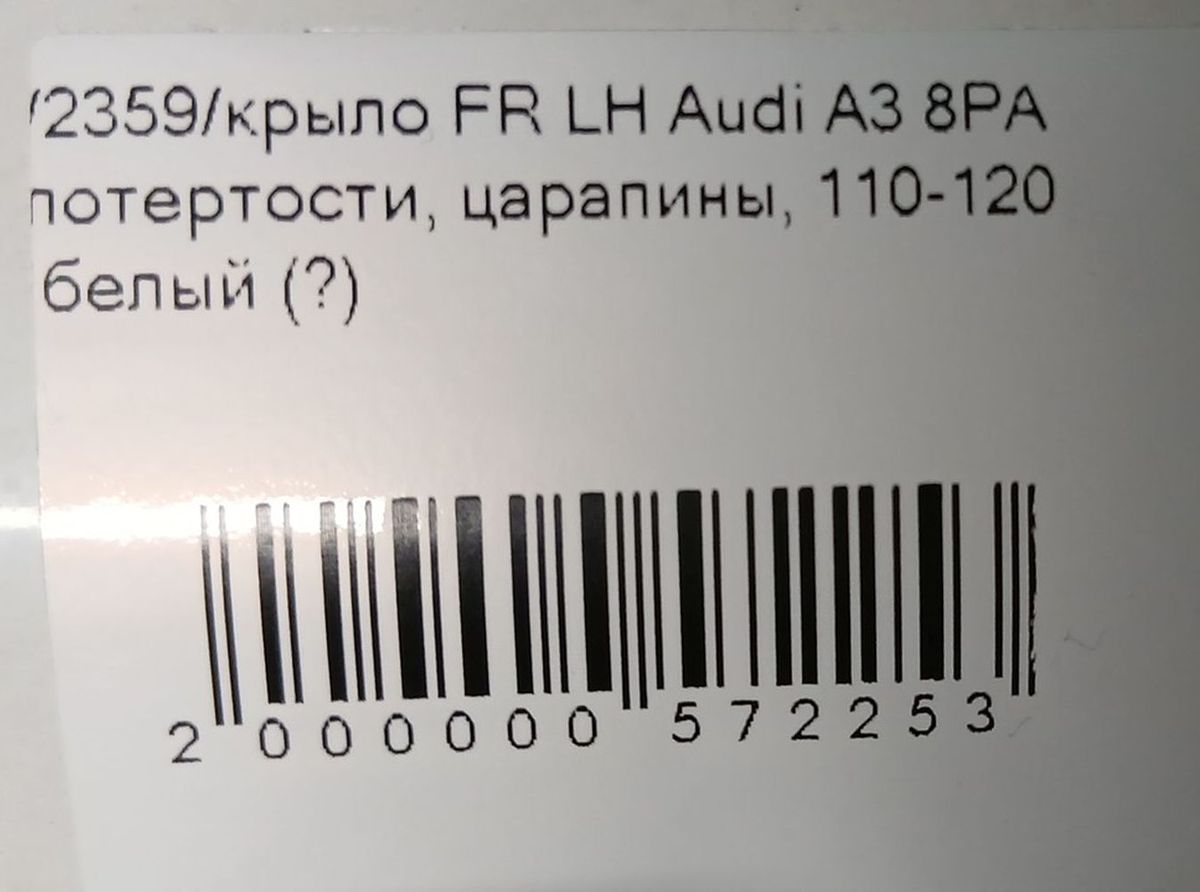 /2359/крыло FR LH Audi A3 8PA
потертости, царапины, 110-120
белый (?)
2 000000 572253